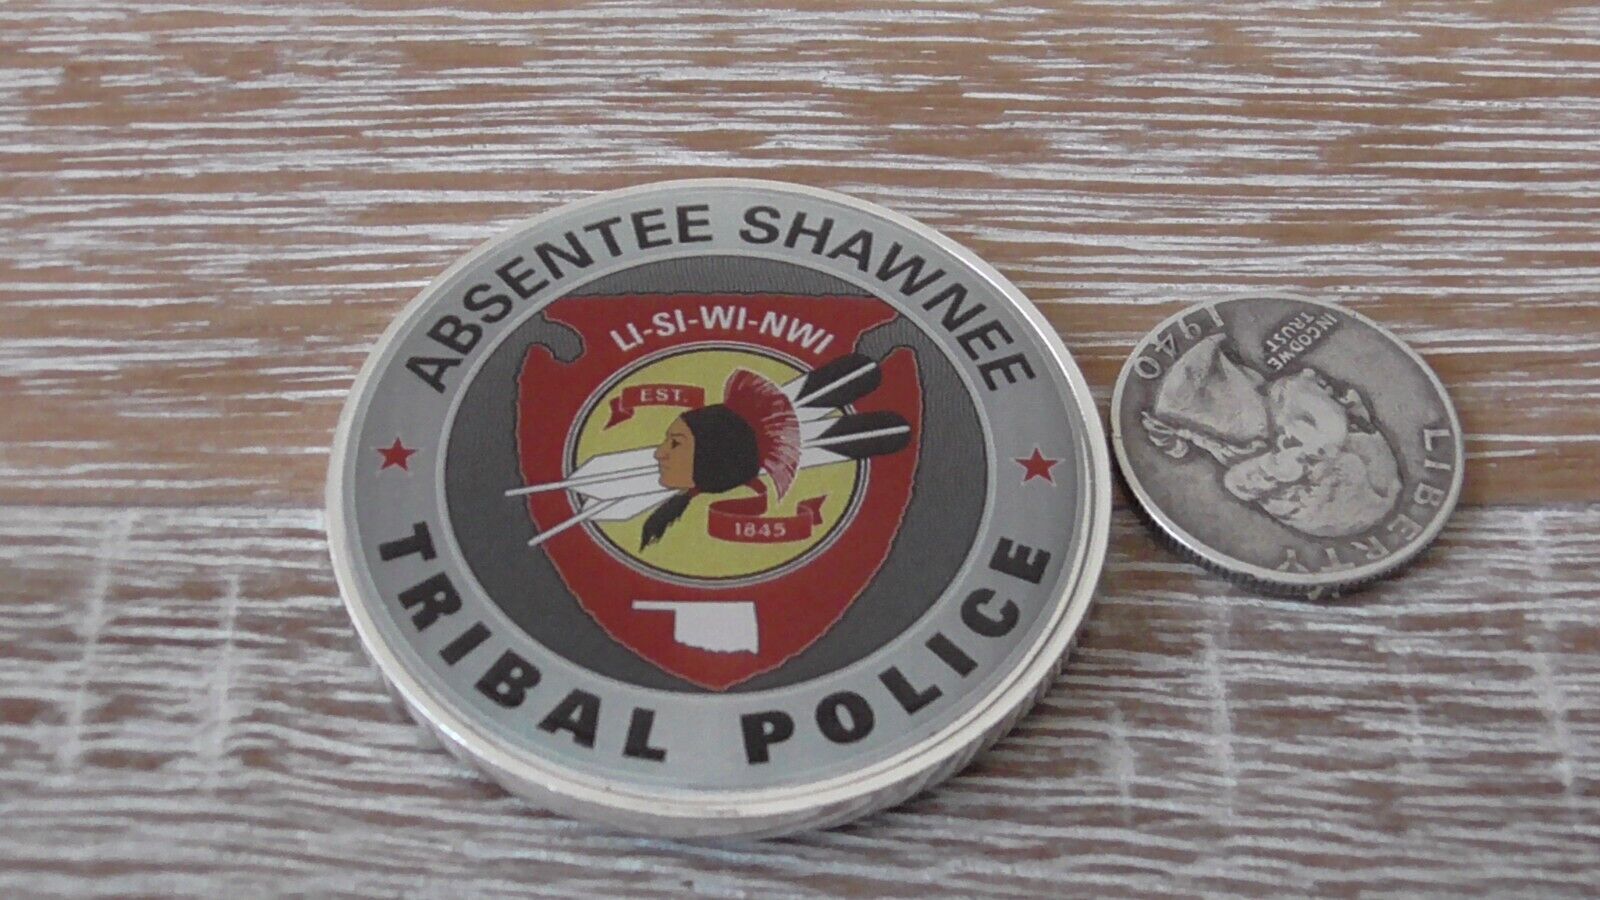 ABSENTEE SHAWNEE
LI-SI-WI-NWI
EST.
1845
TRIBAL POLICE
LIBERTY
IN GOD WE
TRUST
1940